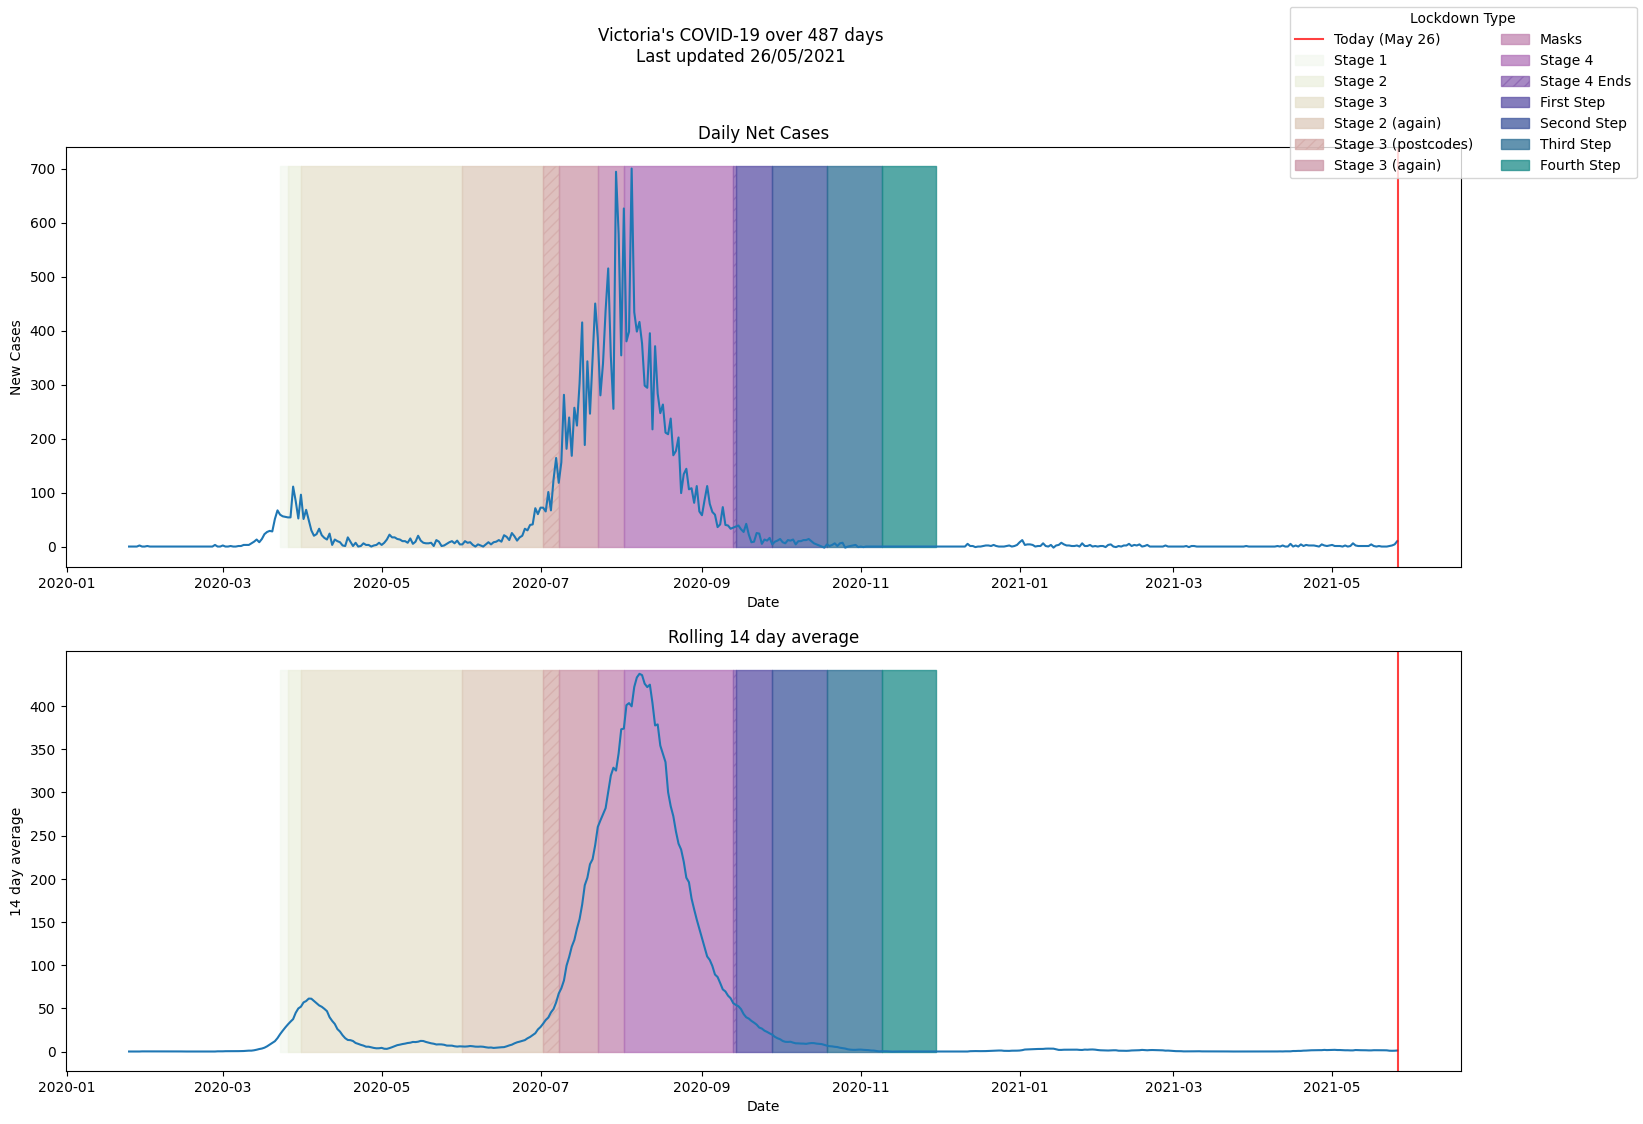 Victoria's COVID-19 over 487 days
Last updated 26/05/2021
Lockdown Type
Today (May 26)
Stage 1
Stage 2
Stage 3
Stage 2 (again)
Stage 3 (postcodes)
Stage 3 (again)
Masks
Stage 4
Stage 4 Ends
First Step
Second Step
Third Step
Fourth Step
Daily Net Cases
New Cases
700
600
500
400
300
200
100
0
2020-01 2020-03 2020-05 2020-07 2020-09 2020-11 2021-01 2021-03 2021-05
Date
Rolling 14 day average
14 day average
400
350
300
250
200
150
100
50
0
2020-01 2020-03 2020-05 2020-07 2020-09 2020-11 2021-01 2021-03 2021-05
Date